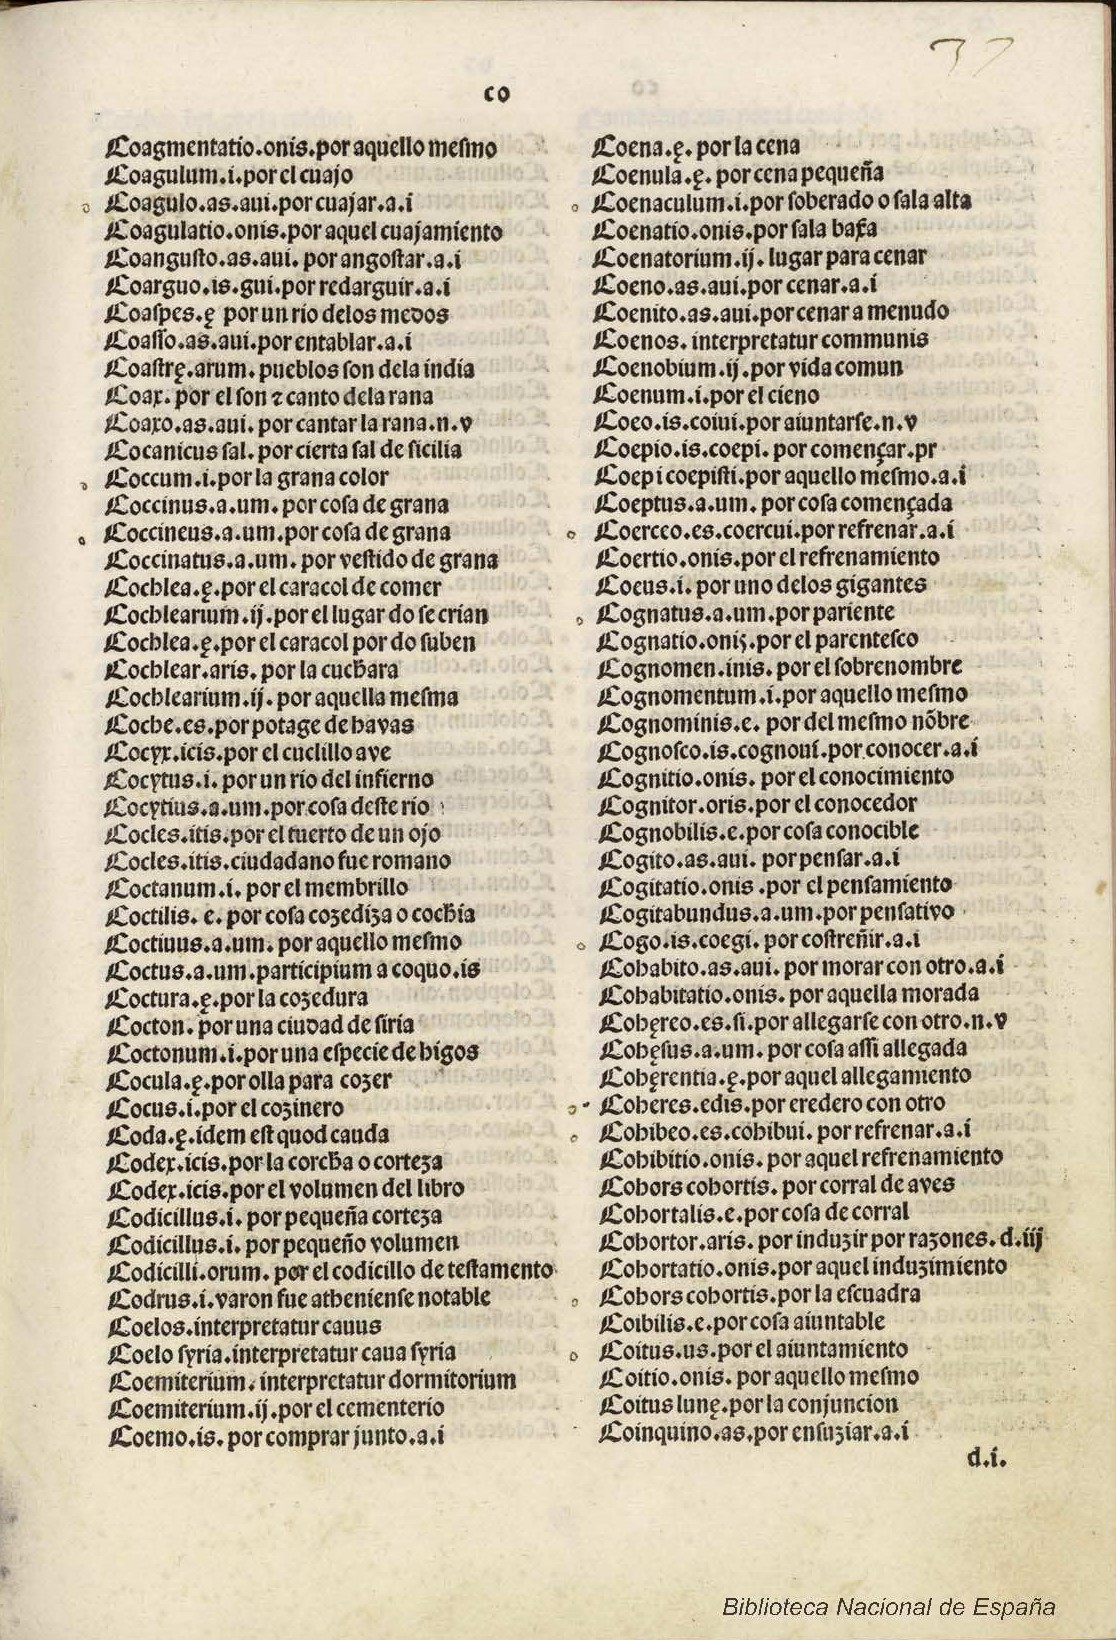 37
co
Coagmentatio.onis.por aquello meſmo
Coagulum.i.por el cuajo
Coagulo.as.aui.por cuajar.a.i
Coagulatio.onis.por aquel cuajamiento
Coanguſto.as.aui. por angoſtar.a.i
Coarguo.is.gui.por redarguir.a.i
Coaſpes.ę por un rio delos medos
Coaſſo.as.aui.por entablar.a.i
Coaſtrę.arum. pueblos ſon dela india
Coax. por el ſon ⁊ canto dela rana
Coaxo.as.aui. por cantar la rana.n.v
Cocanicus ſal. por cierta ſal de ſicilia
Coccum.i.por la grana color
Coccinus.a.um. por coſa de grana
Coccineus.a.um.por coſa de grana
Coccinatus.a.um. por veſtido de grana
Cochlea.ę.por el caracol de comer
Cochlearium.ij.por el lugar do ſe crian
Cochlea.ę.por el caracol por do ſuben
Cochlear.aris. por la cuchara
Cochlearium.ij. por aquella meſma
Coche.es.por potage de havas
Cocyx.icis.por el cuclillo ave
Cocytus.i. por un rio del infierno
Cocytius.a.um.por coſa deſte rio
Cocles.itis.por el tuerto de un ojo
Cocles.itis.ciudadano fue romano
Coctanum.i. por el membrillo
Coctilis. e. por coſa cozediza o cochia
Coctiuus.a.um. por aquello meſmo
Coctus.a.um.participium a coquo.is
Coctura.ę.por la cozedura
Cocton. por una ciudad de ſiria
Coctonum.i.por una eſpecie de higos
Cocula.ę.por olla para cozer
Cocus.i.por el cozinero
Coda.ę.idem eſt quod cauda
Codex.icis.por la corcha o corteza
Codex.icis.por el volumen del libro
Codicillus.i. por pequeña corteza
Codicillus.i. por pequeño volumen
Codicilli.orum. por el codicillo de teſtamento
Codrus.i.varon fue athenienſe notable
Coelos.interpretatur cauus
Coelo ſyria.interpretatur caua ſyria
Coemiterium. interpretatur dormitorium
Coemiterium.ij.por el cementerio
Coemo.is. por comprar junto.a.i
Coena.ę. por la cena
Coenula.ę. por cena pequeña
Coenaculum.i.por ſoberado o ſala alta
Coenatio.onis.por ſala baxa
Coenatorium.ij. lugar para cenar
Coeno.as.aui.por cenar.a.i
Coenito.as.aui.por cenar a menudo
Coenos. interpretatur communis
Coenobium.ij.por vida comun
Coenum.i.por el cieno
Coeo.is.coiui.por aiuntarſe.n.v
Coepio.is.coepi. por començar.pr
Coepi coepiſti.por aquello meſmo.a.i
Coeptus.a.um. por coſa començada
Coerceo.es.coercui.por refrenar.a.i
Coertio.onis.por el refrenamiento
Coeus.i. por uno delos gigantes
Cognatus.a.um.por pariente
Cognatio.onis.por el parenteſco
Cognomen.inis. por el ſobrenombre
Cognomentum.i.por aquello meſmo
Cognominis.e. por del meſmo nõbre
Cognoſco.is.cognoui.por conocer.a.i
Cognitio.onis. por el conocimiento
Cognitor.oris.por el conocedor
Cognobilis.e.por coſa conocible
Cogito.as.aui. por penſar.a.i
Cogitatio.onis .por el penſamiento
Cogitabundus.a.um.por penſativo
Cogo.is.coegi. por coſtreñir.a.i
Cohabito.as.aui. por morar con otro.a.i
Cohabitatio.onis. por aquella morada
Cohęreo.es.ſi.por allegarſe con otro.n.v
Cohęſus.a.um. por coſa aſſi allegada
Cohęrentia.ę.por aquel allegamiento
Coheres.edis.por eredero con otro
Cohibeo.es.cohibui. por refrenar.a.i
Cohibitio.onis. por aquel refrenamiento
Cohors cohortis. por corral de aves
Cohortalis.e.por coſa de corral
Cohortor.aris. por induzir por razones. d.iij
Cohortatio.onis.por aquel induzimiento
Cohors cohortis.por la eſcuadra
Coibilis.e.por coſa aiuntable
Coitus.us.por el aiuntamiento
Coitio.onis. por aquello meſmo
Coitus lunę.por la conjuncion
Coinquino.as.por enſuziar.a.i
d.i.
Biblioteca Nacional de España